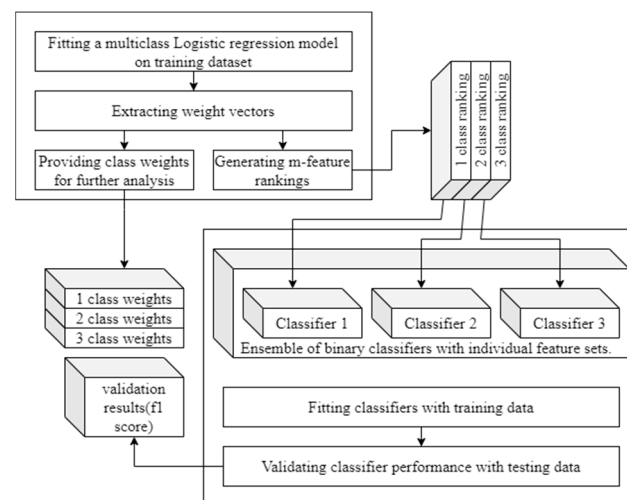 Fitting a multiclass Logistic regression model
on training dataset
Extracting weight vectors
Providing class weights
for further analysis
Generating m-feature
rankings
1 class ranking
2 class ranking
3 class ranking
1 class weights
2 class weights
3 class weights
Classifier 1
Classifier 2
Classifier 3
Ensemble of binary classifiers with individual feature sets.
validation
results(f1
score)
Fitting classifiers with training data
Validating classifier performance with testing data